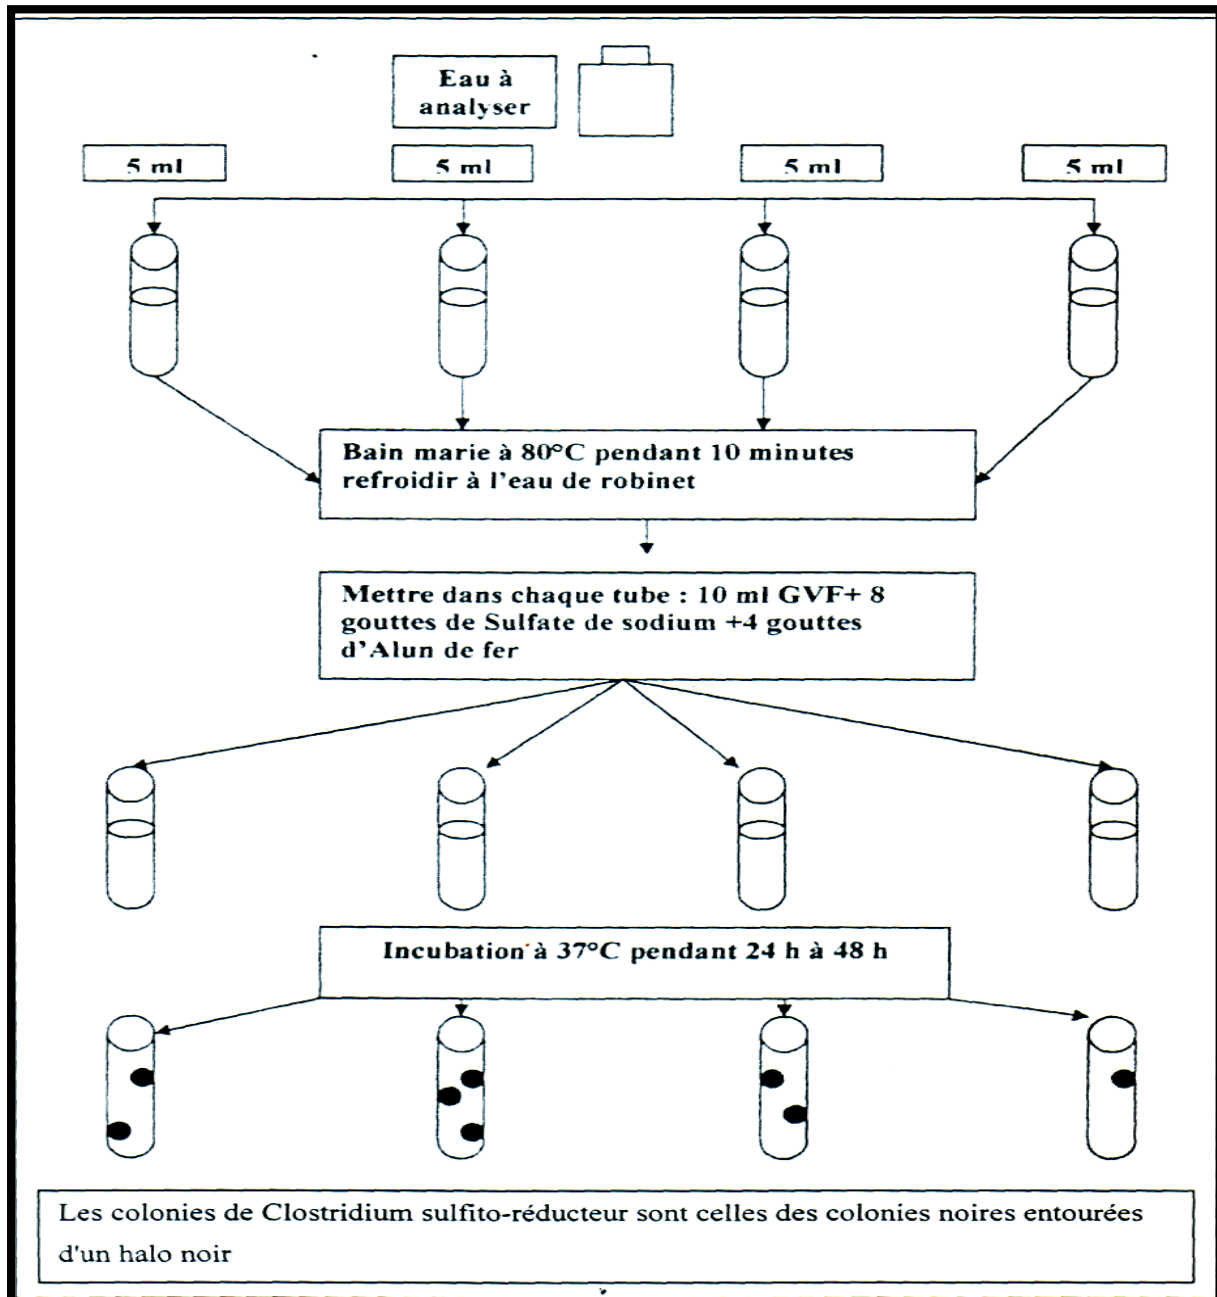 Eau à
analyser
5 ml
5 ml
5 ml
5 ml
Bain marie à 80°C pendant 10 minutes
refroidir à l'eau de robinet
Mettre dans chaque tube : 10 ml GVF+ 8
gouttes de Sulfate de sodium +4 gouttes
d'Alun de fer
Incubation à 37°C pendant 24 h à 48 h
Les colonies de Clostridium sulfito-réducteur sont celles des colonies noires entourées
d'un halo noir